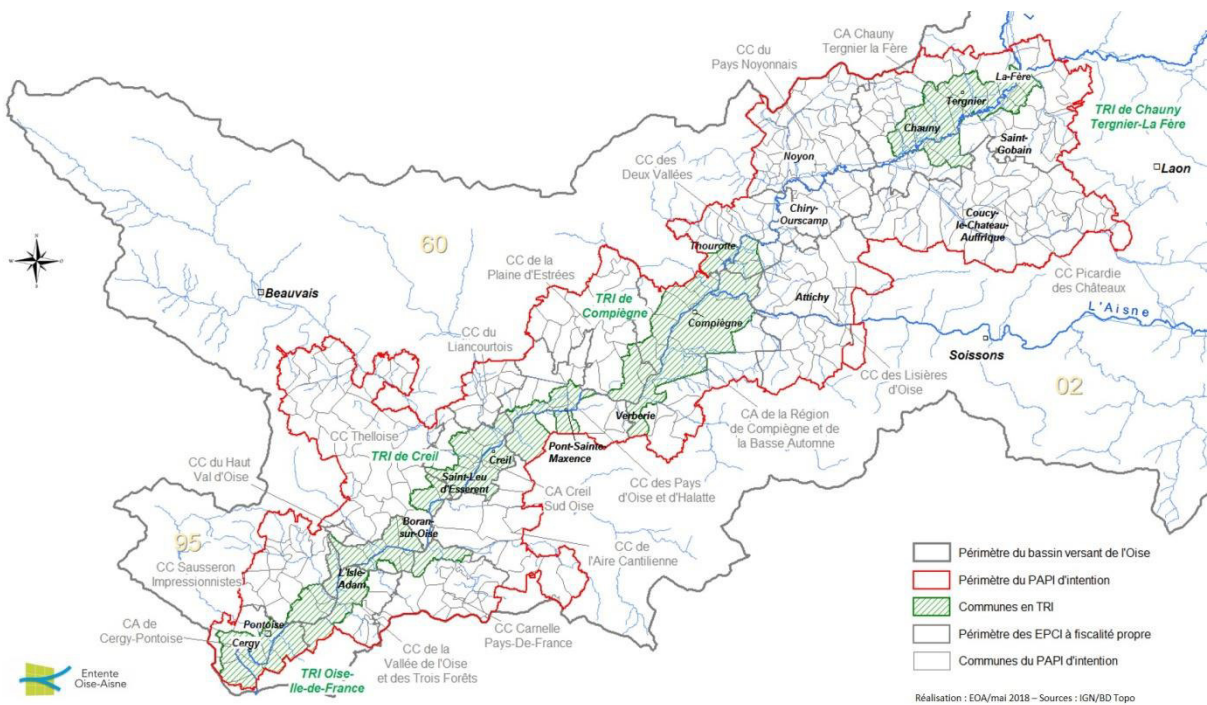 CA Chauny
Tergnier la Fère
CC du
Pays Noyonnais
La-Fère
Tergnier
TRI de Chauny
Tergnier-La Fère
Chauny
Saint-
Gobain
Noyon
Laon
CC des
Deux Vallées
Chiry-
Ourscamp
Coucy-
le-Chateau-
Auffrique
60
Thourotte
CC de la
Plaine d'Estrées
CC Picardie
des Châteaux
Beauvais
TRI de
Compiègne
Attichy
L'Aisne
Compiègne
CC du
Liancourtois
Soissons
CC des Lisières
d'Oise
02
CC Thelloise
Verberie
CA de la Région
de Compiègne et de
la Basse Automne
TRI de Creil
Creil
Pont-Sainte-
Maxence
CC du Haut
Val d'Oise
Saint-Leu
d'Esserent
CA Creil
Sud Oise
CC des Pays
d'Oise et d'Halatte
Boran-
sur-Oise
95
CC de
l'Aire Cantilienne
CC Sausseron
Impressionnistes
L'Isle-
Adam
CA de
Cergy-Pontoise
Pontoise
Cergy
CC Carnelle
Pays-De-France
CC de la
Vallée de l'Oise
et des Trois Forêts
TRI Oise-
Ile-de-France
Périmètre du bassin versant de l'Oise
Périmètre du PAPI d'intention
Communes en TRI
Périmètre des EPCI à fiscalité propre
Communes du PAPI d'intention
Entente
Oise-Aisne
Réalisation : EOA/mai 2018 – Sources : IGN/BD Topo